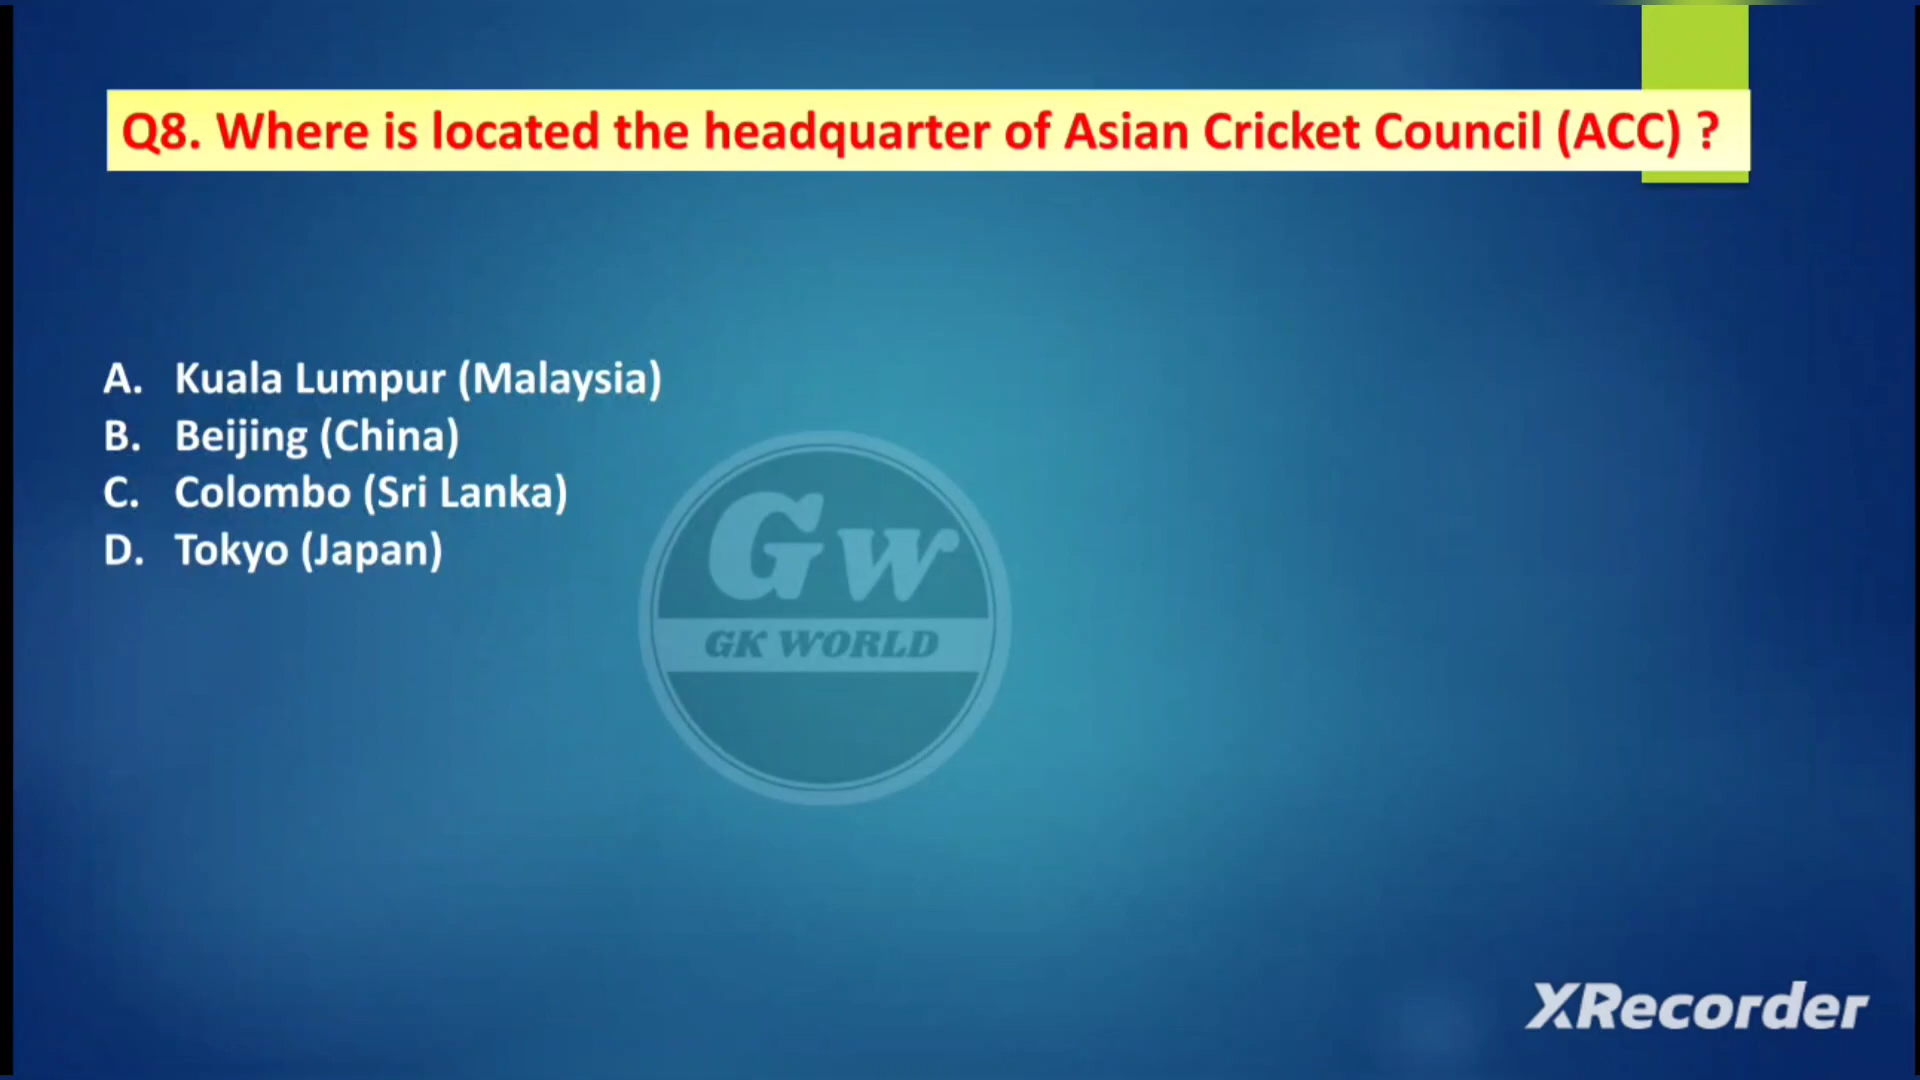 Q8. Where is located the headquarter of Asian Cricket Council (ACC) ?
A. Kuala Lumpur (Malaysia)
B. Beijing (China)
C. Colombo (Sri Lanka)
D. Tokyo (Japan)
Gw
GK WORLD
XRecorder